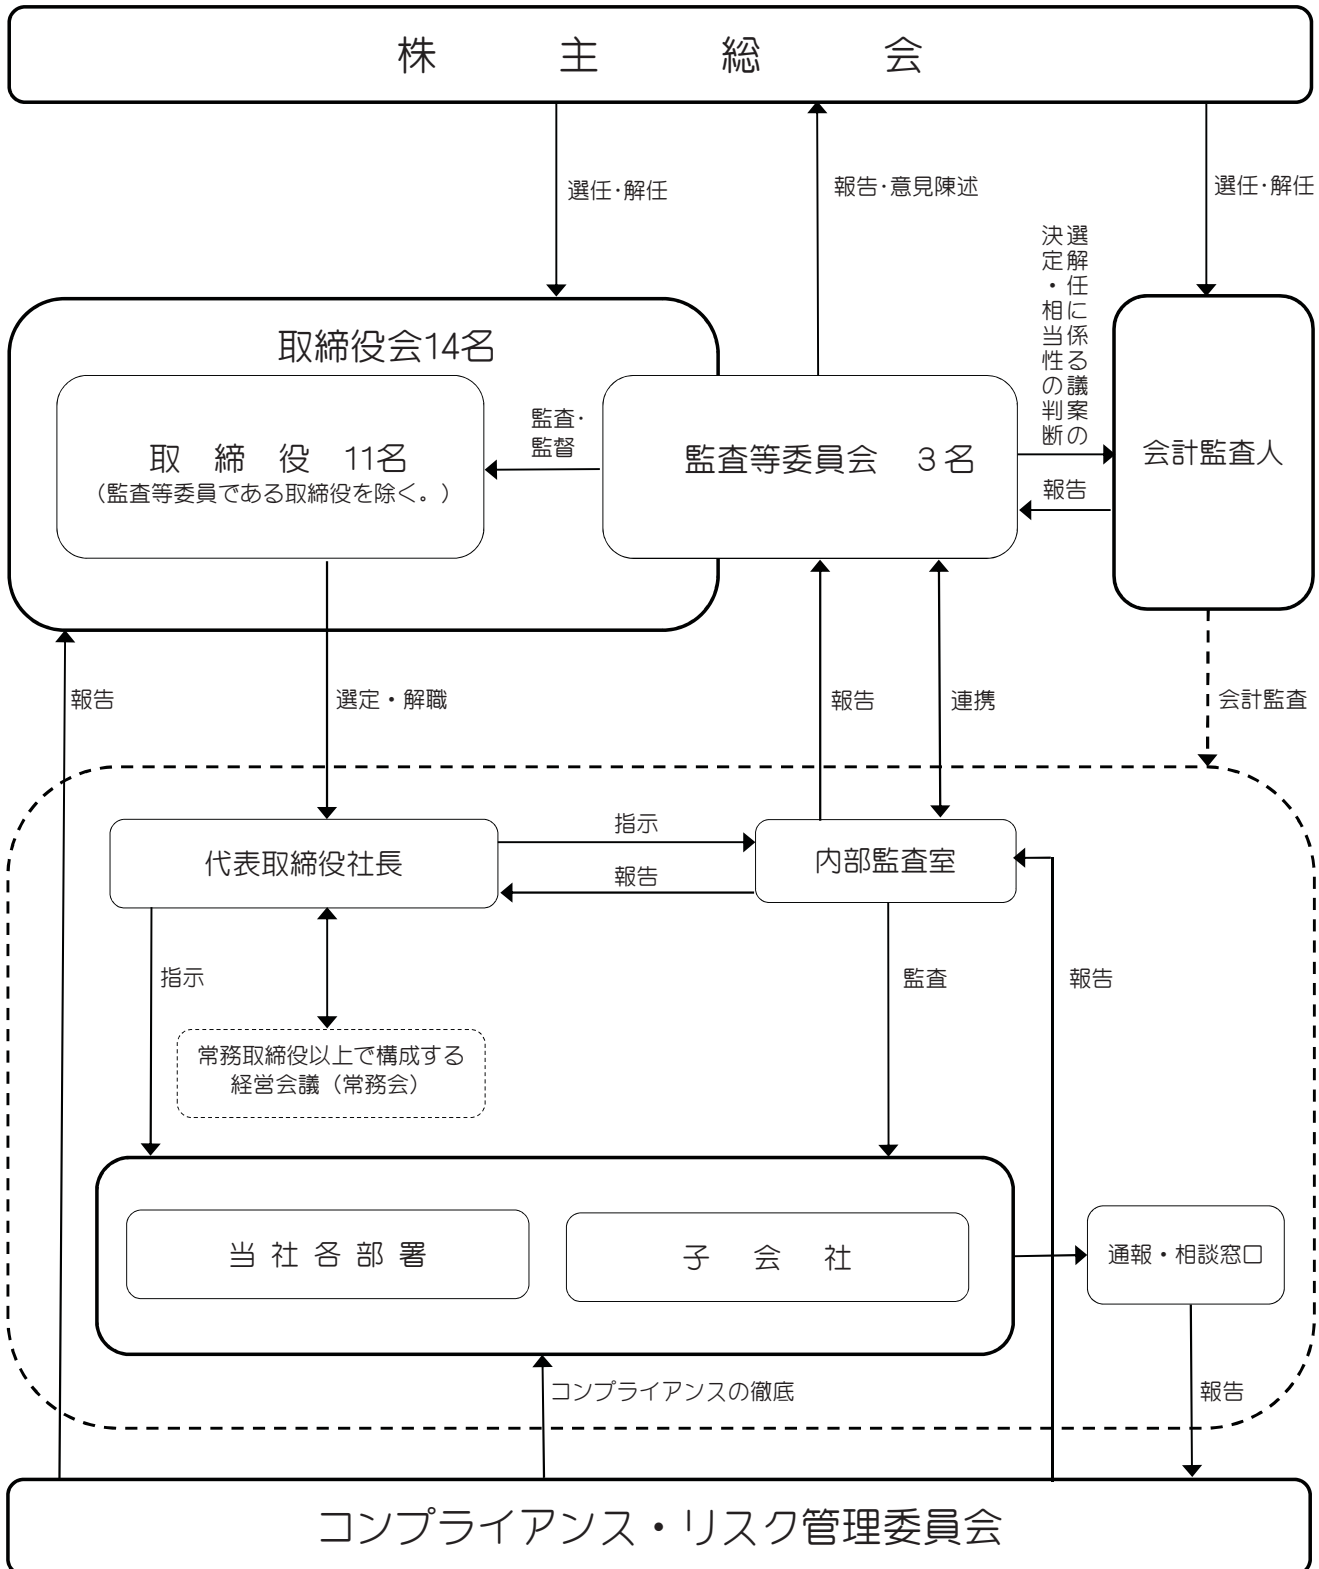 株主総会
選任・解任
報告・意見陳述
選任・解任
選解任に係る議案の
決定・相当性の判断
取締役会14名
取締役 11名
（監査等委員である取締役を除く。）
監査・
監督
監査等委員会 3名
会計監査人
報告
報告
選定・解職
報告
連携
会計監査
代表取締役社長
指示
報告
内部監査室
指示
監査
報告
常務取締役以上で構成する
経営会議（常務会）
当社各部署
子会社
通報・相談窓口
コンプライアンスの徹底
報告
コンプライアンス・リスク管理委員会